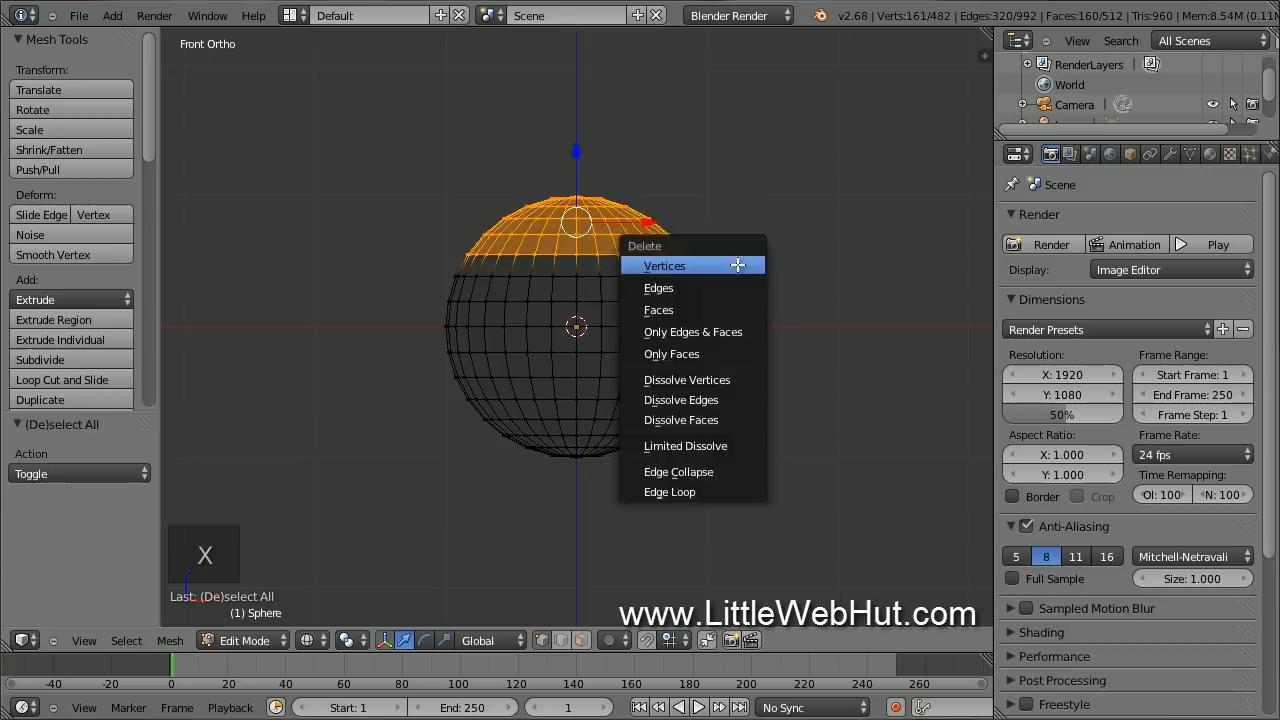 File Add Render Window Help Default Scene Blender Render v2.68 | Verts:161/482 | Edges:320/992 | Faces:160/512 | Tris:960 | Mem:8.54M (0.11M
Mesh Tools
Transform:
Translate
Rotate
Scale
Shrink/Fatten
Push/Pull
Deform:
Slide Edge Vertex
Noise
Smooth Vertex
Add:
Extrude
Extrude Region
Extrude Individual
Subdivide
Loop Cut and Slide
Duplicate
(De)select All
Action
Toggle
Front Ortho
Delete
Vertices
Edges
Faces
Only Edges & Faces
Only Faces
Dissolve Vertices
Dissolve Edges
Dissolve Faces
Limited Dissolve
Edge Collapse
Edge Loop
X
Last: (De)select All
(1) Sphere
www.LittleWebHut.com
View Select Mesh Edit Mode Global
-40 -20 0 20 40 60 80 100 120 140 160 180 200 220 240 260
View Marker Frame Playback Start: 1 End: 250 1 No Sync
View Search All Scenes
RenderLayers
World
Camera
Scene
Render
Render Animation Play
Display: Image Editor
Dimensions
Render Presets
Resolution: Frame Range:
X: 1920 Start Frame: 1
Y: 1080 End Frame: 250
50% Frame Step: 1
Aspect Ratio: Frame Rate:
X: 1.000 24 fps
Y: 1.000 Time Remapping:
Border Crop Ol: 100 N: 100
Anti-Aliasing
5 8 11 16 Mitchell-Netravali
Full Sample Size: 1.000
Sampled Motion Blur
Shading
Performance
Post Processing
Freestyle